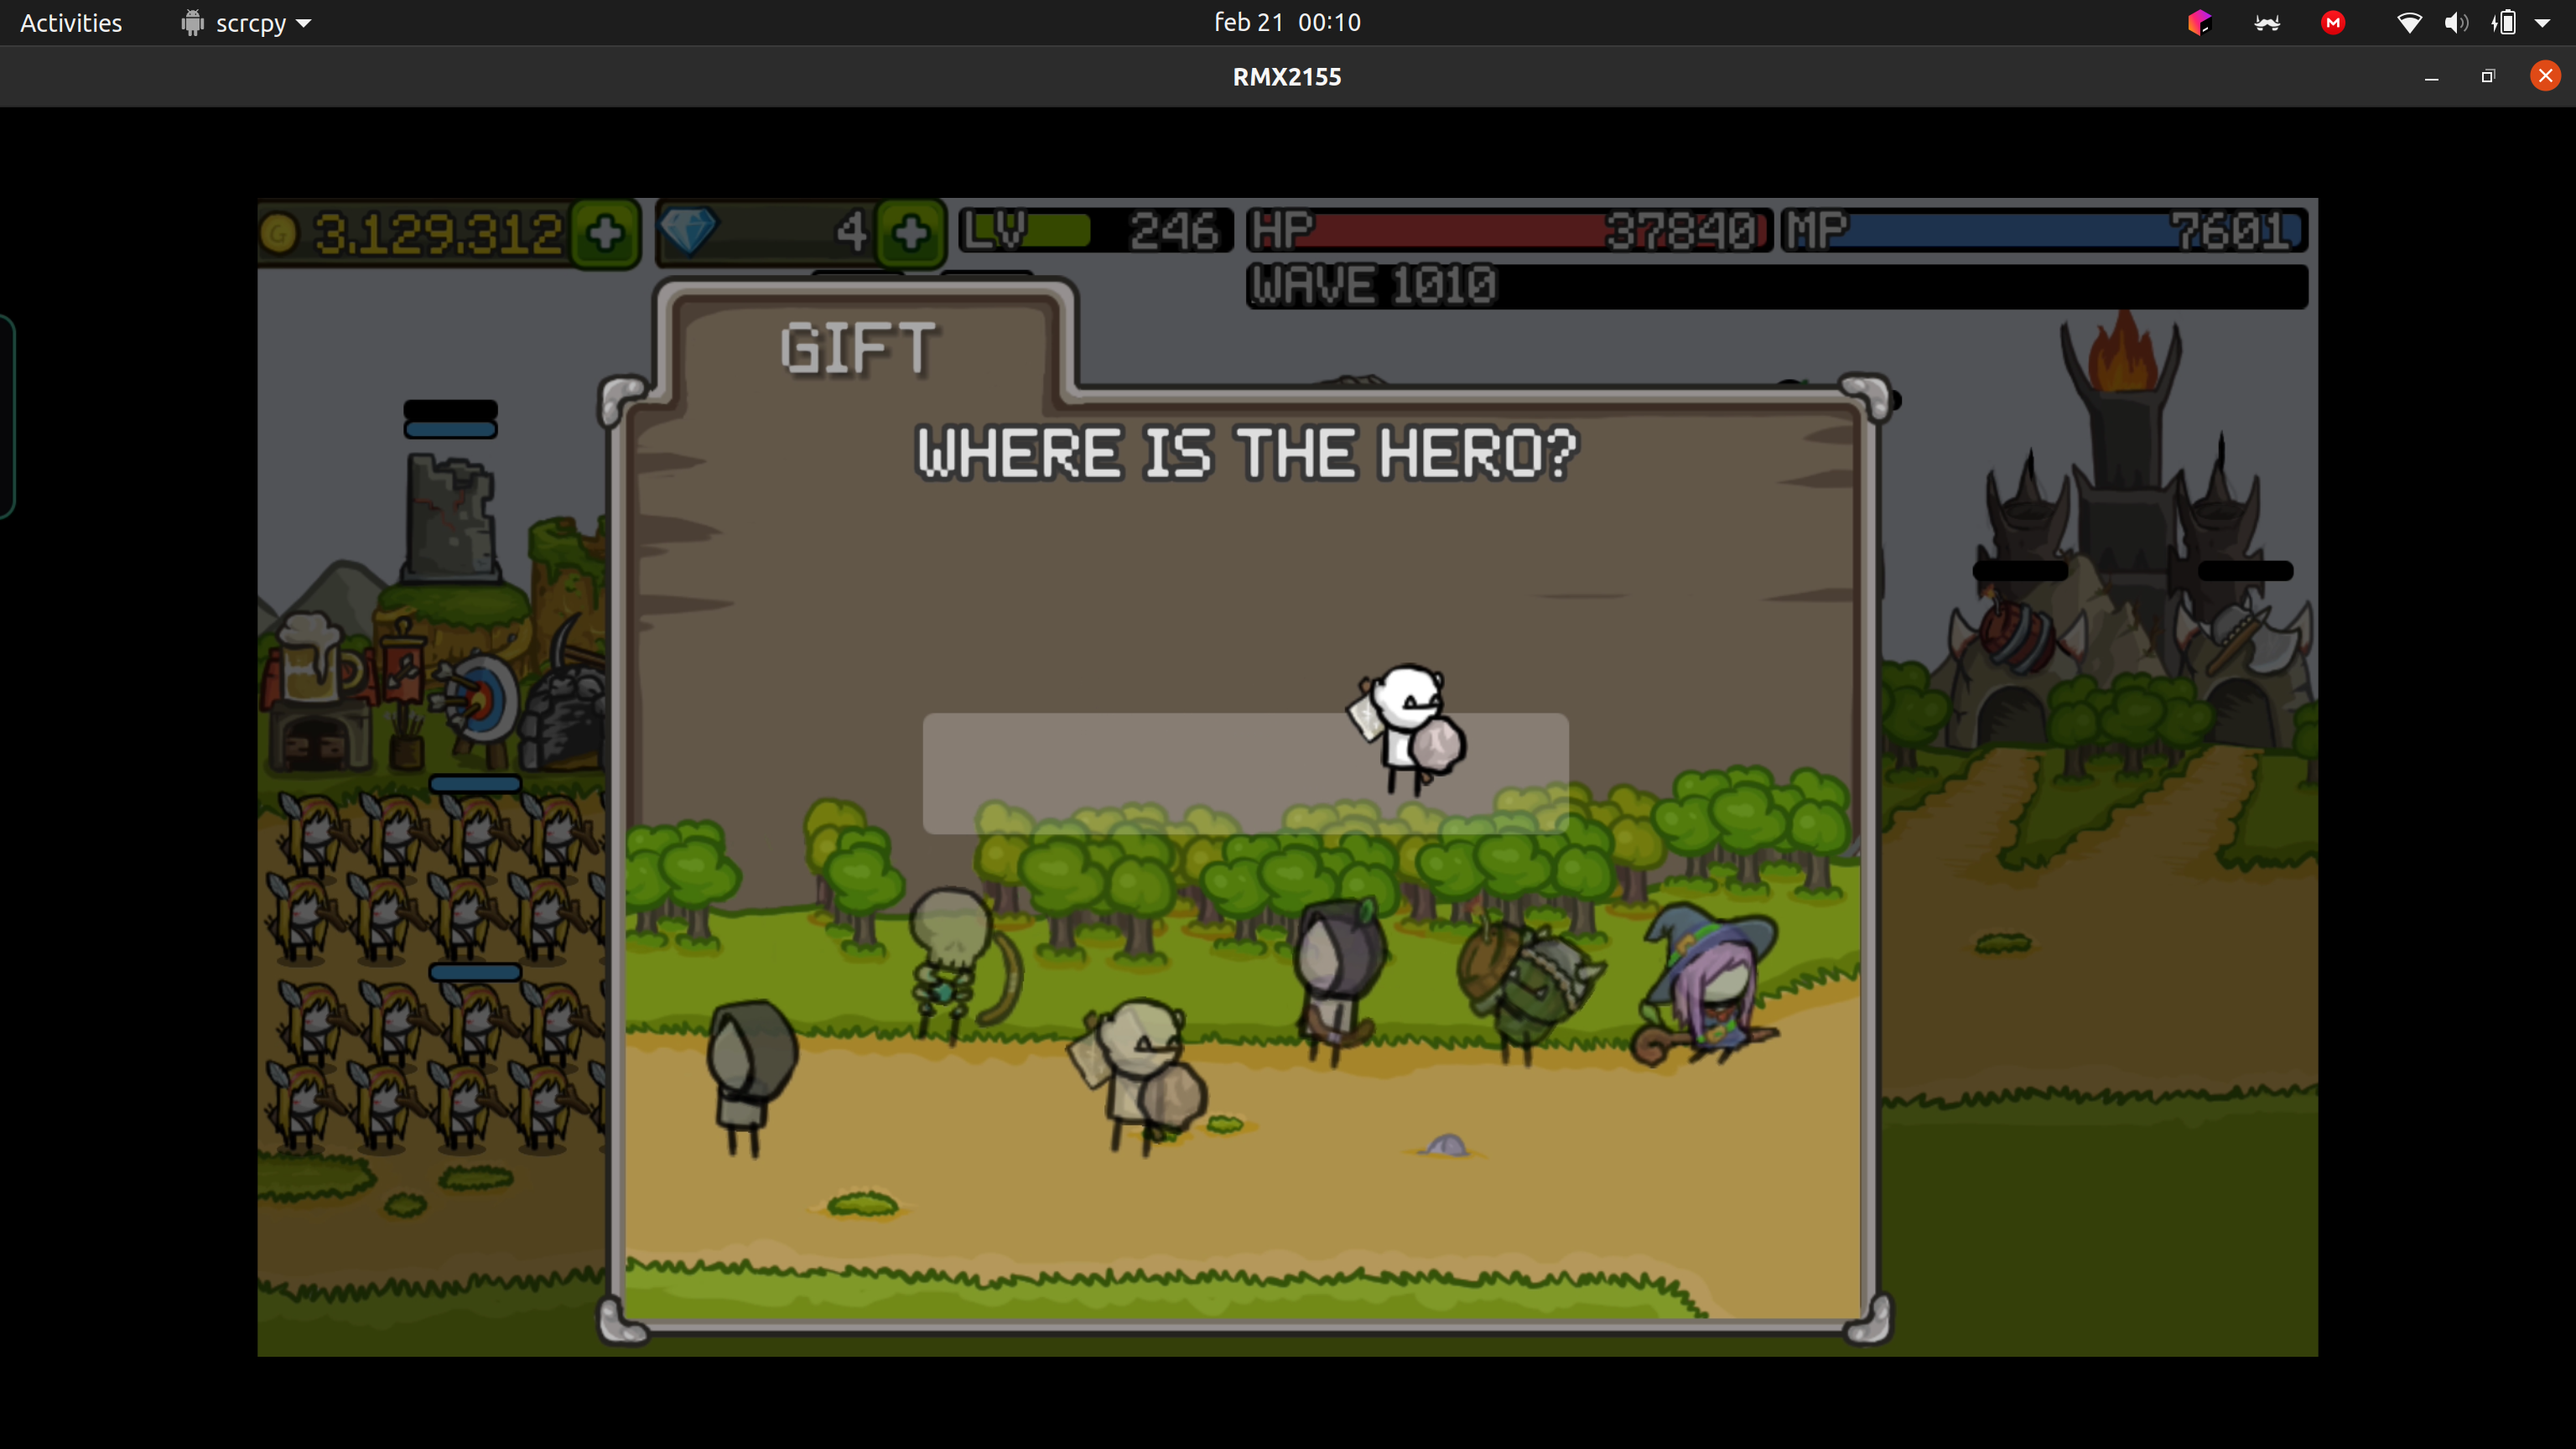 Activities scrcpy feb 21 00:10
RMX2155
G 3.129.312 4 LV 246 HP 37840 MP 7601
WAVE 1010
GIFT
WHERE IS THE HERO?